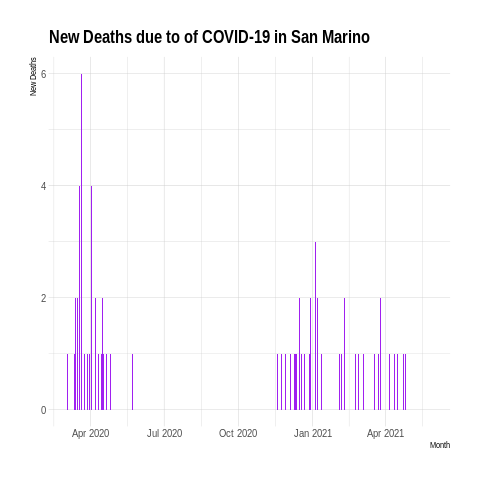 New Deaths due to of COVID-19 in San Marino
New Deaths
6
4
2
0
Apr 2020 Jul 2020 Oct 2020 Jan 2021 Apr 2021
Month